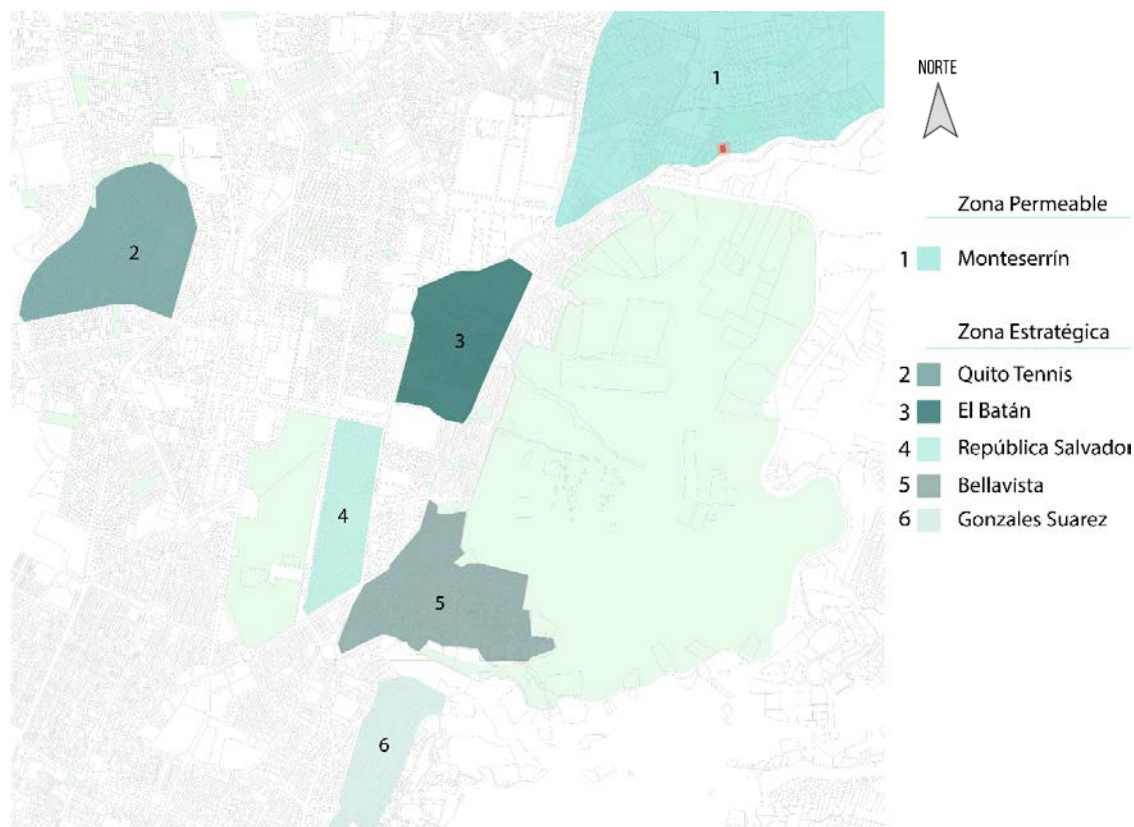 1
2
3
4
5
6
NORTE
Zona Permeable
1 Monteserrín
Zona Estratégica
2 Quito Tennis
3 El Batán
4 República Salvador
5 Bellavista
6 Gonzales Suarez